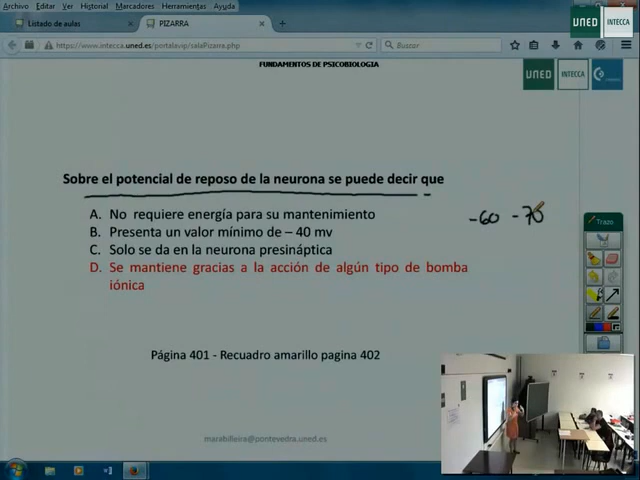 Archivo Editar Ver Historial Marcadores Herramientas Ayuda
Listado de aulas
PIZARRA
https://www.intecca.uned.es/portalavip/salaPizarra.php
Buscar
UNED
INTECCA
FUNDAMENTOS DE PSICOBIOLOGIA
UNED
INTECCA
Sobre el potencial de reposo de la neurona se puede decir que
A. No requiere energía para su mantenimiento
B. Presenta un valor mínimo de – 40 mv
C. Solo se da en la neurona presináptica
D. Se mantiene gracias a la acción de algún tipo de bomba
iónica
-60 -70
Trazo
Página 401 - Recuadro amarillo pagina 402
marabilleira@pontevedra.uned.es